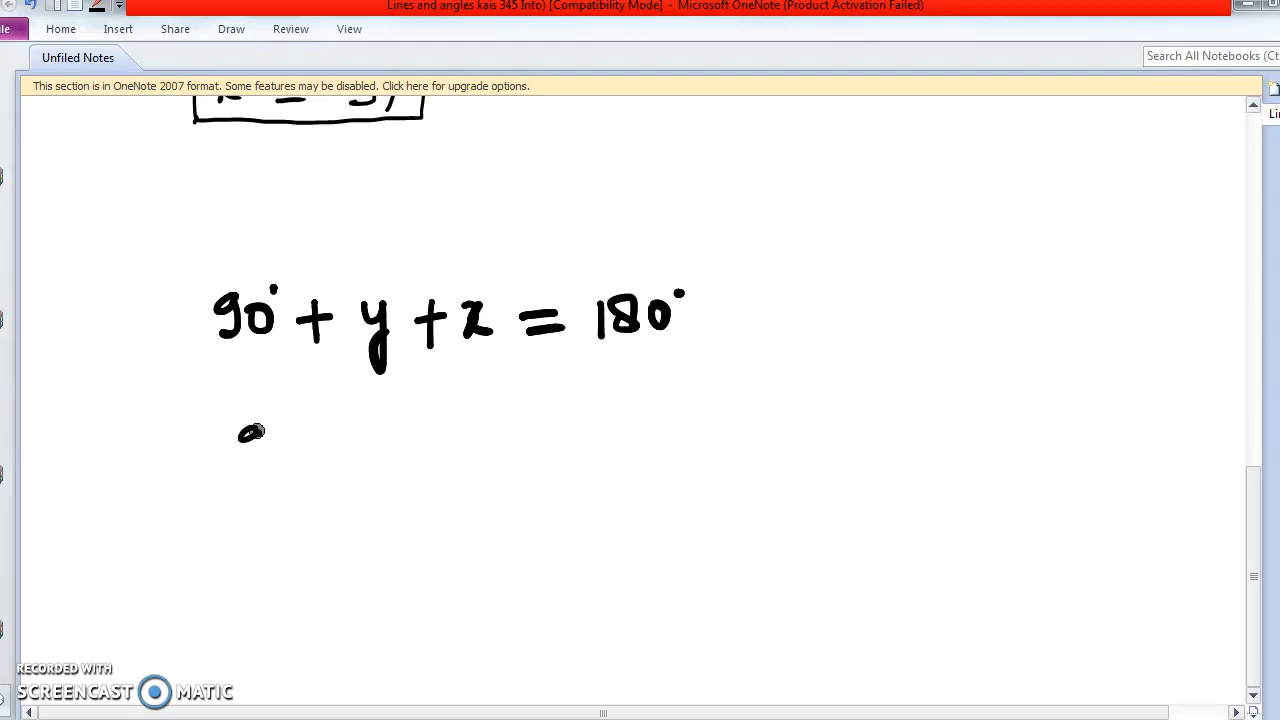 Lines and angles kais 345 Into) [Compatibility Mode] - Microsoft OneNote (Product Activation Failed)
Home Insert Share Draw Review View
Unfiled Notes
Search All Notebooks (Ct
This section is in OneNote 2007 format. Some features may be disabled. Click here for upgrade options.
90° + y + z = 180°
RECORDED WITH
SCREENCAST MATIC